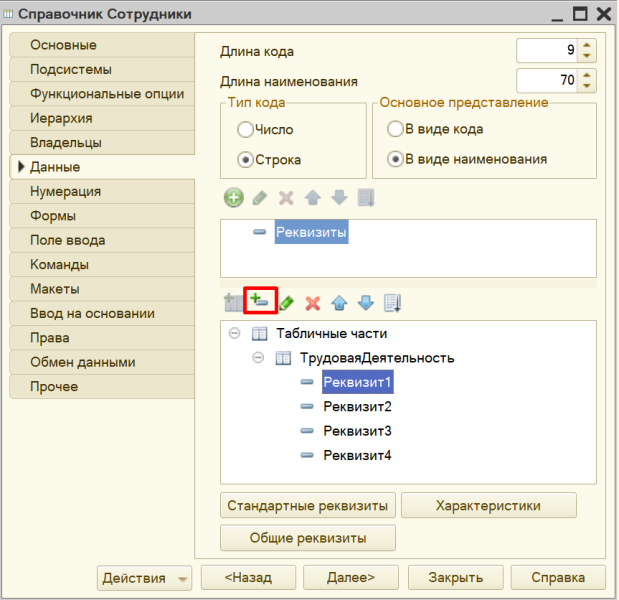 Справочник Сотрудники
Основные
Подсистемы
Функциональные опции
Иерархия
Владельцы
Данные
Нумерация
Формы
Поле ввода
Команды
Макеты
Ввод на основании
Права
Обмен данными
Прочее
Длина кода 9
Длина наименования 70
Тип кода
Число
Строка
Основное представление
В виде кода
В виде наименования
Реквизиты
Табличные части
ТрудоваяДеятельность
Реквизит1
Реквизит2
Реквизит3
Реквизит4
Стандартные реквизиты Характеристики
Общие реквизиты
Действия <Назад Далее> Закрыть Справка